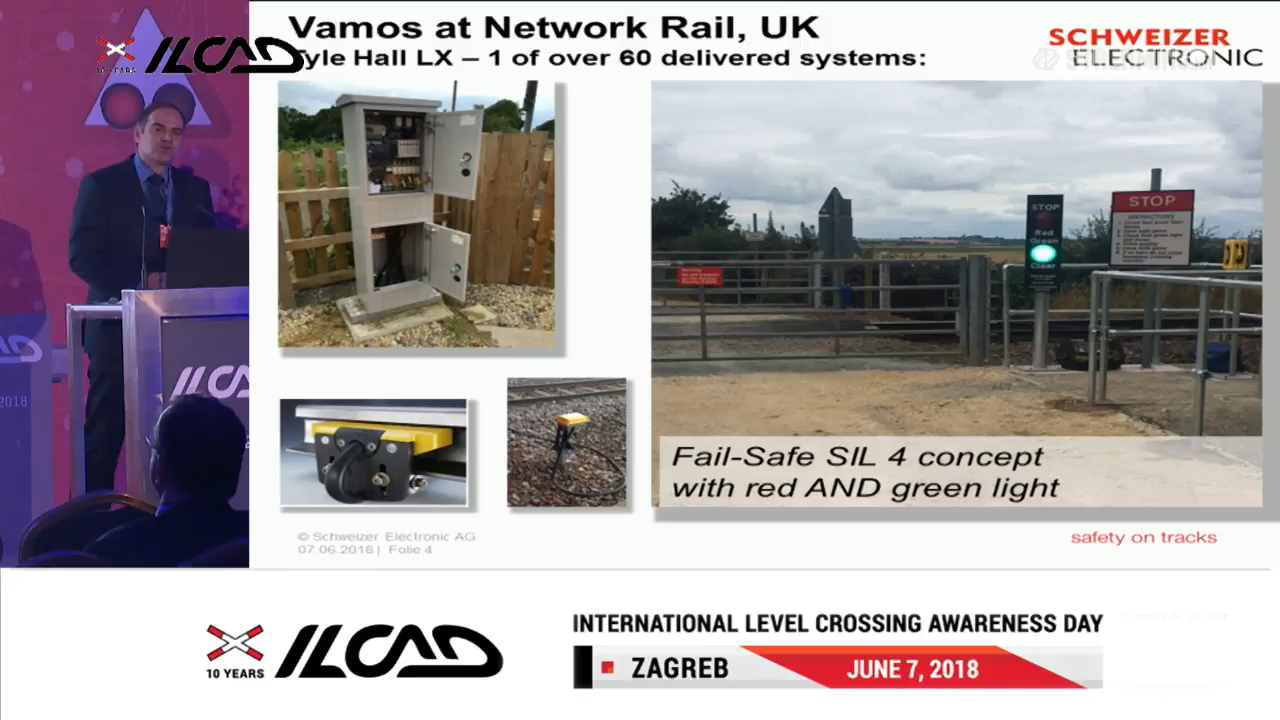 Vamos at Network Rail, UK
yle Hall LX – 1 of over 60 delivered systems:
SCHWEIZER
ELECTRONIC
10 YEARS
ILCAD
STOP
Red
Green
Clear
STOP
INSTRUCTIONS
Fail-Safe SIL 4 concept
with red AND green light
ILCAD
2018
© Schweizer Electronic AG
07.06.2018 | Folie 4
safety on tracks
10 YEARS
ILCAD
INTERNATIONAL LEVEL CROSSING AWARENESS DAY
ZAGREB
JUNE 7, 2018